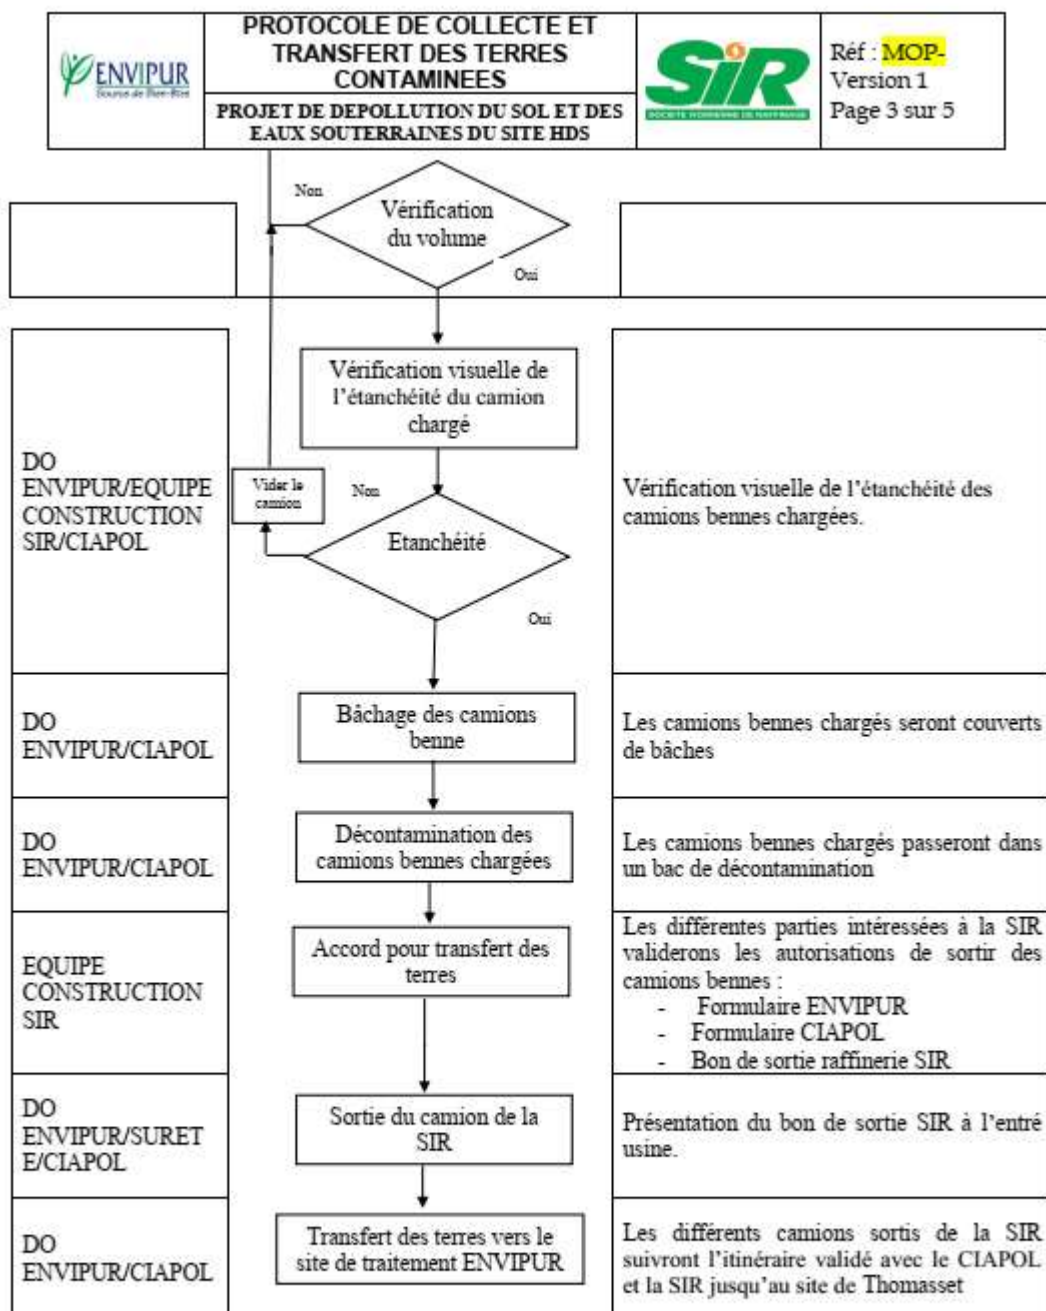 ENVIPUR
Source de Bien-Etre
PROTOCOLE DE COLLECTE ET
TRANSFERT DES TERRES
CONTAMINEES
PROJET DE DEPOLLUTION DU SOL ET DES
EAUX SOUTERRAINES DU SITE HDS
SiR
SOCIETE IVOIRIENNE DE RAFFINAGE
Réf : MOP-
Version 1
Page 3 sur 5
Non
Vérification
du volume
Oui
DO
ENVIPUR/EQUIPE
CONSTRUCTION
SIR/CIAPOL
Vérification visuelle de
l’étanchéité du camion
chargé
Vider le
camion
Non
Etanchéité
Oui
Vérification visuelle de l’étanchéité des
camions bennes chargées.
DO
ENVIPUR/CIAPOL
Bâchage des camions
benne
Les camions bennes chargés seront couverts
de bâches
DO
ENVIPUR/CIAPOL
Décontamination des
camions bennes chargées
Les camions bennes chargés passeront dans
un bac de décontamination
EQUIPE
CONSTRUCTION
SIR
Accord pour transfert des
terres
Les différentes parties intéressées à la SIR
validerons les autorisations de sortir des
camions bennes :
- Formulaire ENVIPUR
- Formulaire CIAPOL
- Bon de sortie raffinerie SIR
DO
ENVIPUR/SURET
E/CIAPOL
Sortie du camion de la
SIR
Présentation du bon de sortie SIR à l’entré
usine.
DO
ENVIPUR/CIAPOL
Transfert des terres vers le
site de traitement ENVIPUR
Les différents camions sortis de la SIR
suivront l’itinéraire validé avec le CIAPOL
et la SIR jusqu’au site de Thomasset